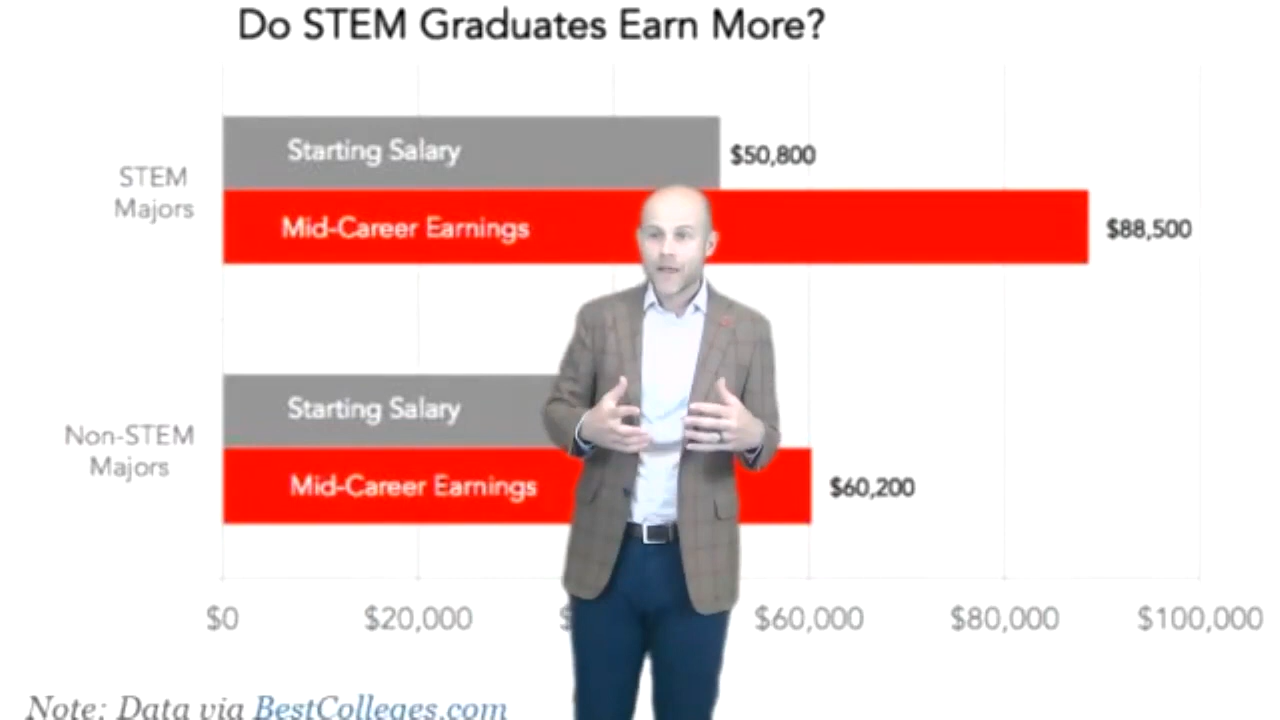 Do STEM Graduates Earn More?
Starting Salary
$50,800
STEM
Majors
Mid-Career Earnings
$88,500
Starting Salary
Non-STEM
Majors
Mid-Career Earnings
$60,200
$0
$20,000
$60,000
$80,000
$100,000
Note: Data via BestColleges.com